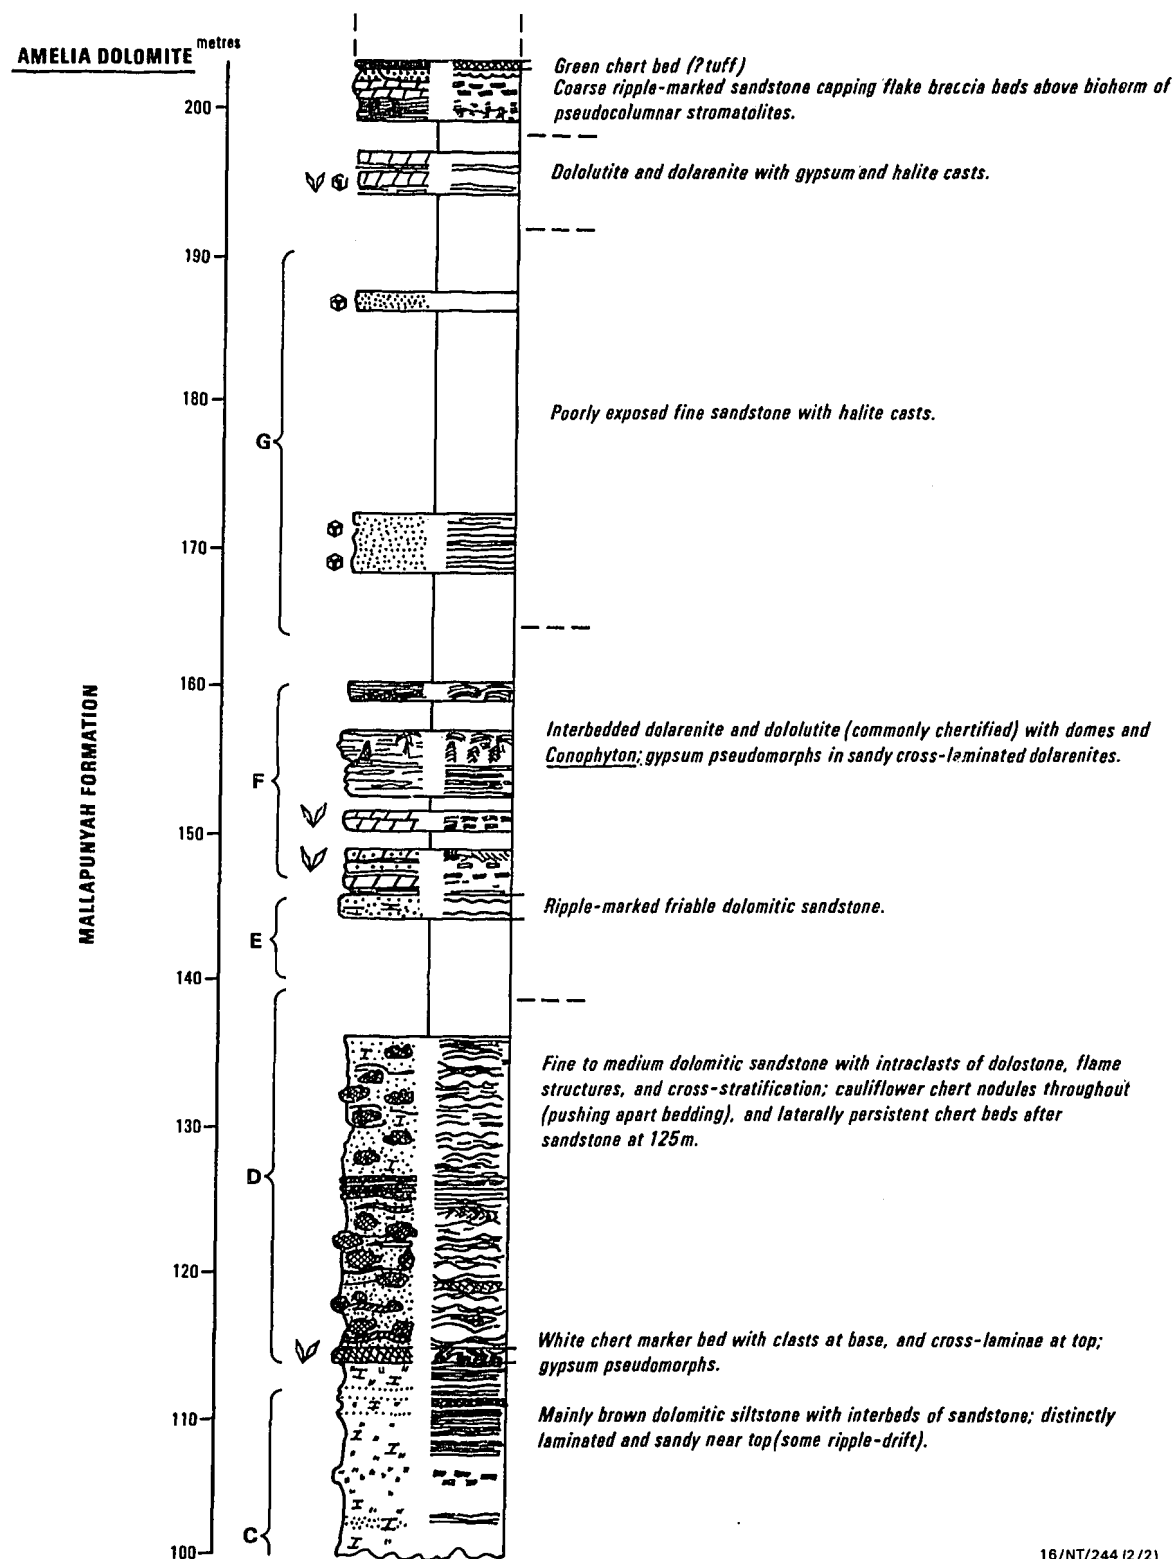 AMELIA DOLOMITE
metres
Green chert bed (? tuff)
Coarse ripple-marked sandstone capping flake breccia beds above bioherm of
pseudocolumnar stromatolites.
200
Dololutite and dolarenite with gypsum and halite casts.
190
180
Poorly exposed fine sandstone with halite casts.
G
170
160
MALLAPUNYAH FORMATION
Interbedded dolarenite and dololutite (commonly chertified) with domes and
Conophyton; gypsum pseudomorphs in sandy cross-laminated dolarenites.
F
150
Ripple-marked friable dolomitic sandstone.
E
140
Fine to medium dolomitic sandstone with intraclasts of dolostone, flame
structures, and cross-stratification; cauliflower chert nodules throughout
(pushing apart bedding), and laterally persistent chert beds after
sandstone at 125m.
130
D
120
White chert marker bed with clasts at base, and cross-laminae at top;
gypsum pseudomorphs.
110
Mainly brown dolomitic siltstone with interbeds of sandstone; distinctly
laminated and sandy near top (some ripple-drift).
C
100
16/NT/244 (2/2)